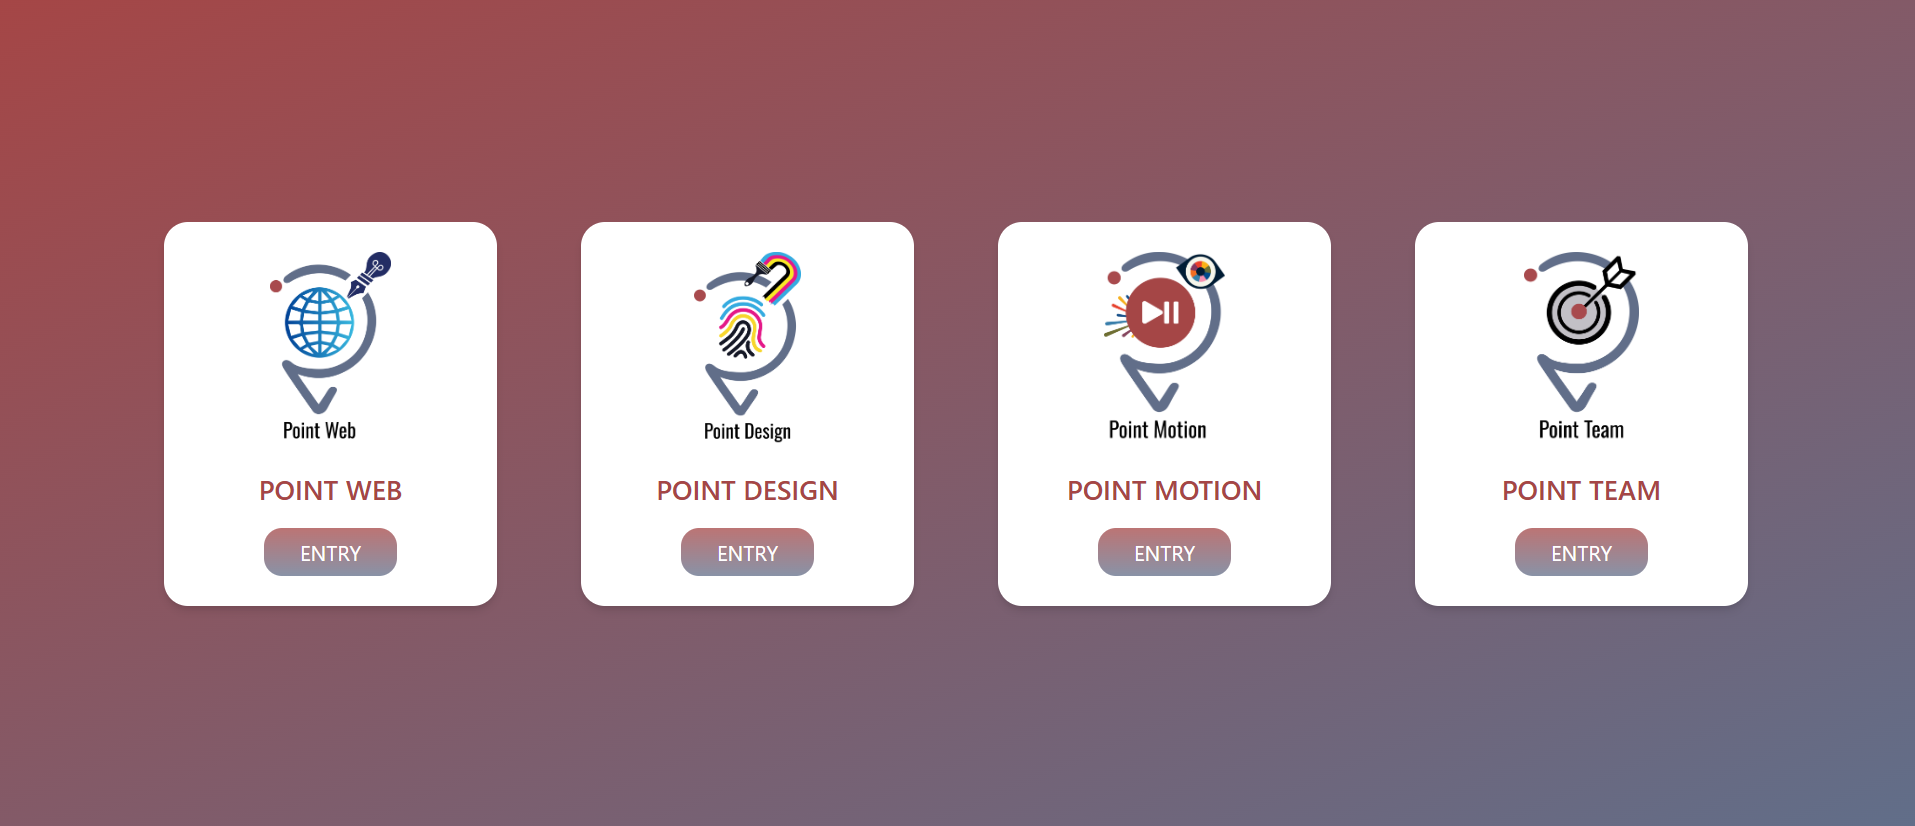 Point Web
POINT WEB
ENTRY
Point Design
POINT DESIGN
ENTRY
Point Motion
POINT MOTION
ENTRY
Point Team
POINT TEAM
ENTRY